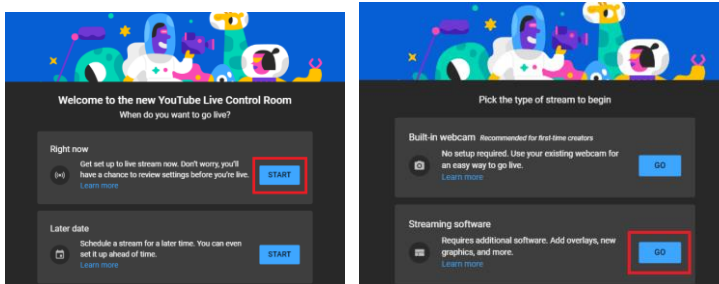 Welcome to the new YouTube Live Control Room
When do you want to go live?
Right now
Get set up to live stream now. Don't worry, you'll
have a chance to review settings before you're live.
Learn more
START
Later date
Schedule a stream for a later time. You can even
set it up ahead of time.
Learn more
START
Pick the type of stream to begin
Built-in webcam Recommended for first-time creators
No setup required. Use your existing webcam for
an easy way to go live.
Learn more
GO
Streaming software
Requires additional software. Add overlays, new
graphics, and more.
Learn more
GO